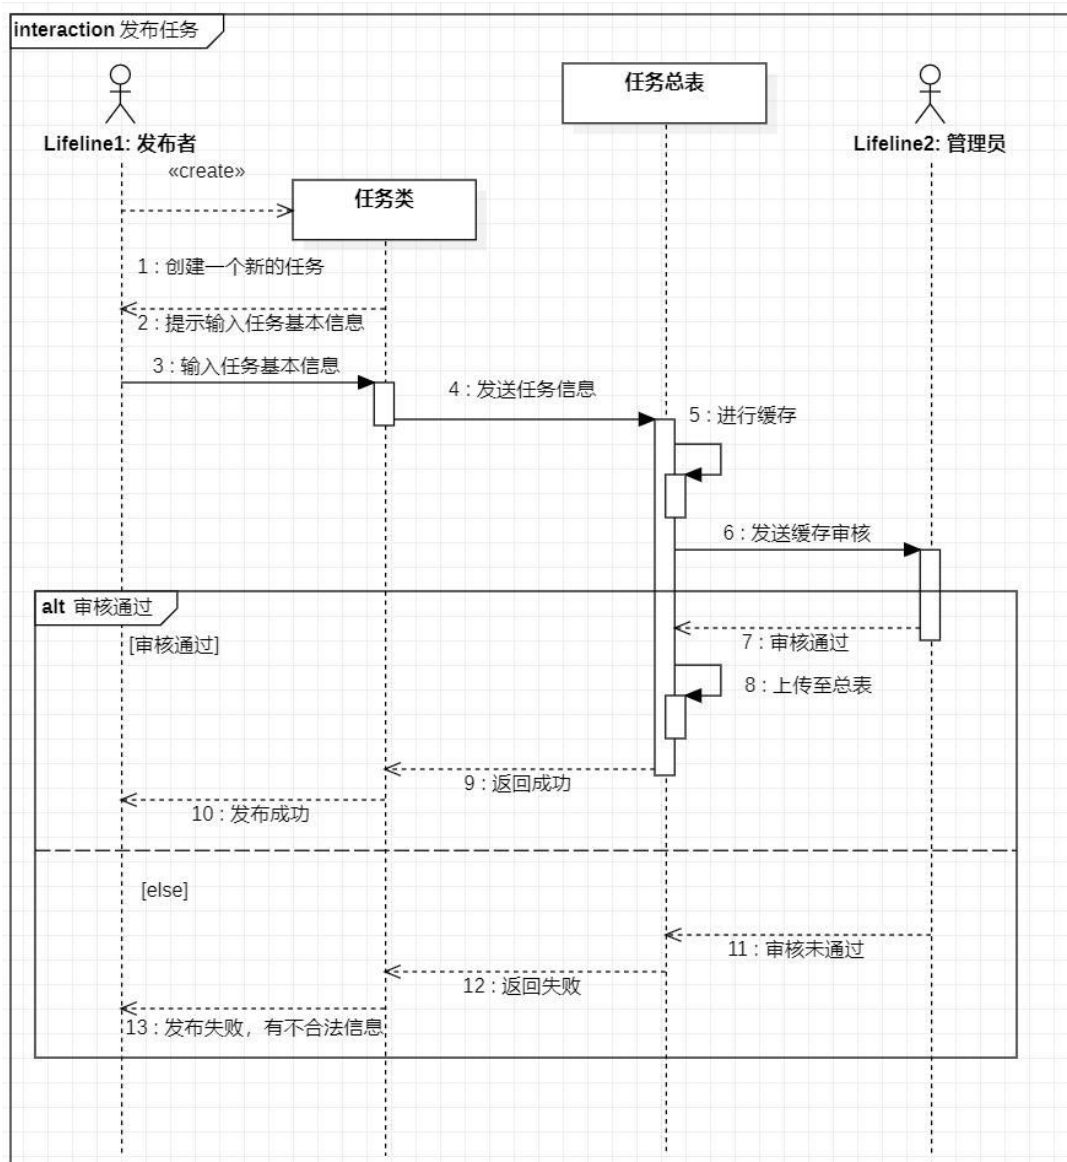 interaction 发布任务
任务总表
Lifeline1: 发布者
Lifeline2: 管理员
«create»
任务类
1 : 创建一个新的任务
2 : 提示输入任务基本信息
3 : 输入任务基本信息
4 : 发送任务信息
5 : 进行缓存
6 : 发送缓存审核
alt 审核通过
[审核通过]
7 : 审核通过
8 : 上传至总表
9 : 返回成功
10 : 发布成功
[else]
11 : 审核未通过
12 : 返回失败
13 : 发布失败，有不合法信息